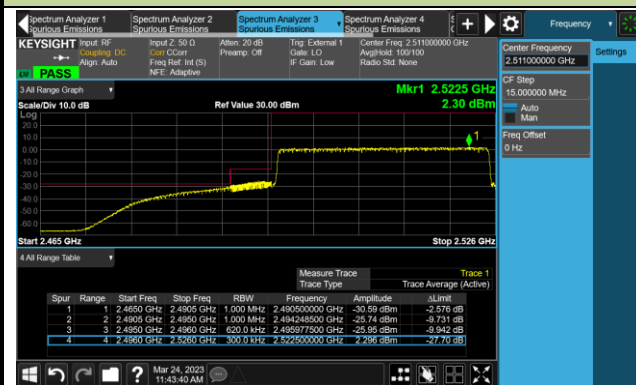 Spectrum Analyzer 1
Spurious Emissions
Spectrum Analyzer 2
Spurious Emissions
Spectrum Analyzer 3
Spurious Emissions
Spectrum Analyzer 4
Spurious Emissions
Frequency
KEYSIGHT
Input: RF
Coupling: DC
Align: Auto
Input Z: 50 Ω
Corr CCorr
Freq Ref: Int (S)
NFE: Adaptive
Atten: 20 dB
Preamp: Off
Trig: External 1
Gate: LO
IF Gain: Low
Center Freq: 2.511000000 GHz
Avg|Hold: 100/100
Radio Std: None
PASS
Center Frequency
2.511000000 GHz
Settings
CF Step
15.000000 MHz
Auto
Man
Freq Offset
0 Hz
3 All Range Graph
Mkr1 2.5225 GHz
Scale/Div 10.0 dB
Ref Value 30.00 dBm
2.30 dBm
Log
20.0
10.0
0.00
-10.0
-20.0
-30.0
-40.0
-50.0
-60.0
1
Start 2.465 GHz
Stop 2.526 GHz
4 All Range Table
Measure Trace Trace 1
Trace Type Trace Average (Active)
Spur Range Start Freq Stop Freq RBW Frequency Amplitude ΔLimit
1 1 2.4650 GHz 2.4905 GHz 1.000 MHz 2.490500000 GHz -30.59 dBm -2.576 dB
2 2 2.4905 GHz 2.4950 GHz 1.000 MHz 2.494248500 GHz -25.74 dBm -9.731 dB
3 3 2.4950 GHz 2.4960 GHz 620.0 kHz 2.495977500 GHz -25.95 dBm -9.942 dB
4 4 2.4960 GHz 2.5260 GHz 300.0 kHz 2.522500000 GHz 2.296 dBm -27.70 dB
Mar 24, 2023
11:43:40 AM